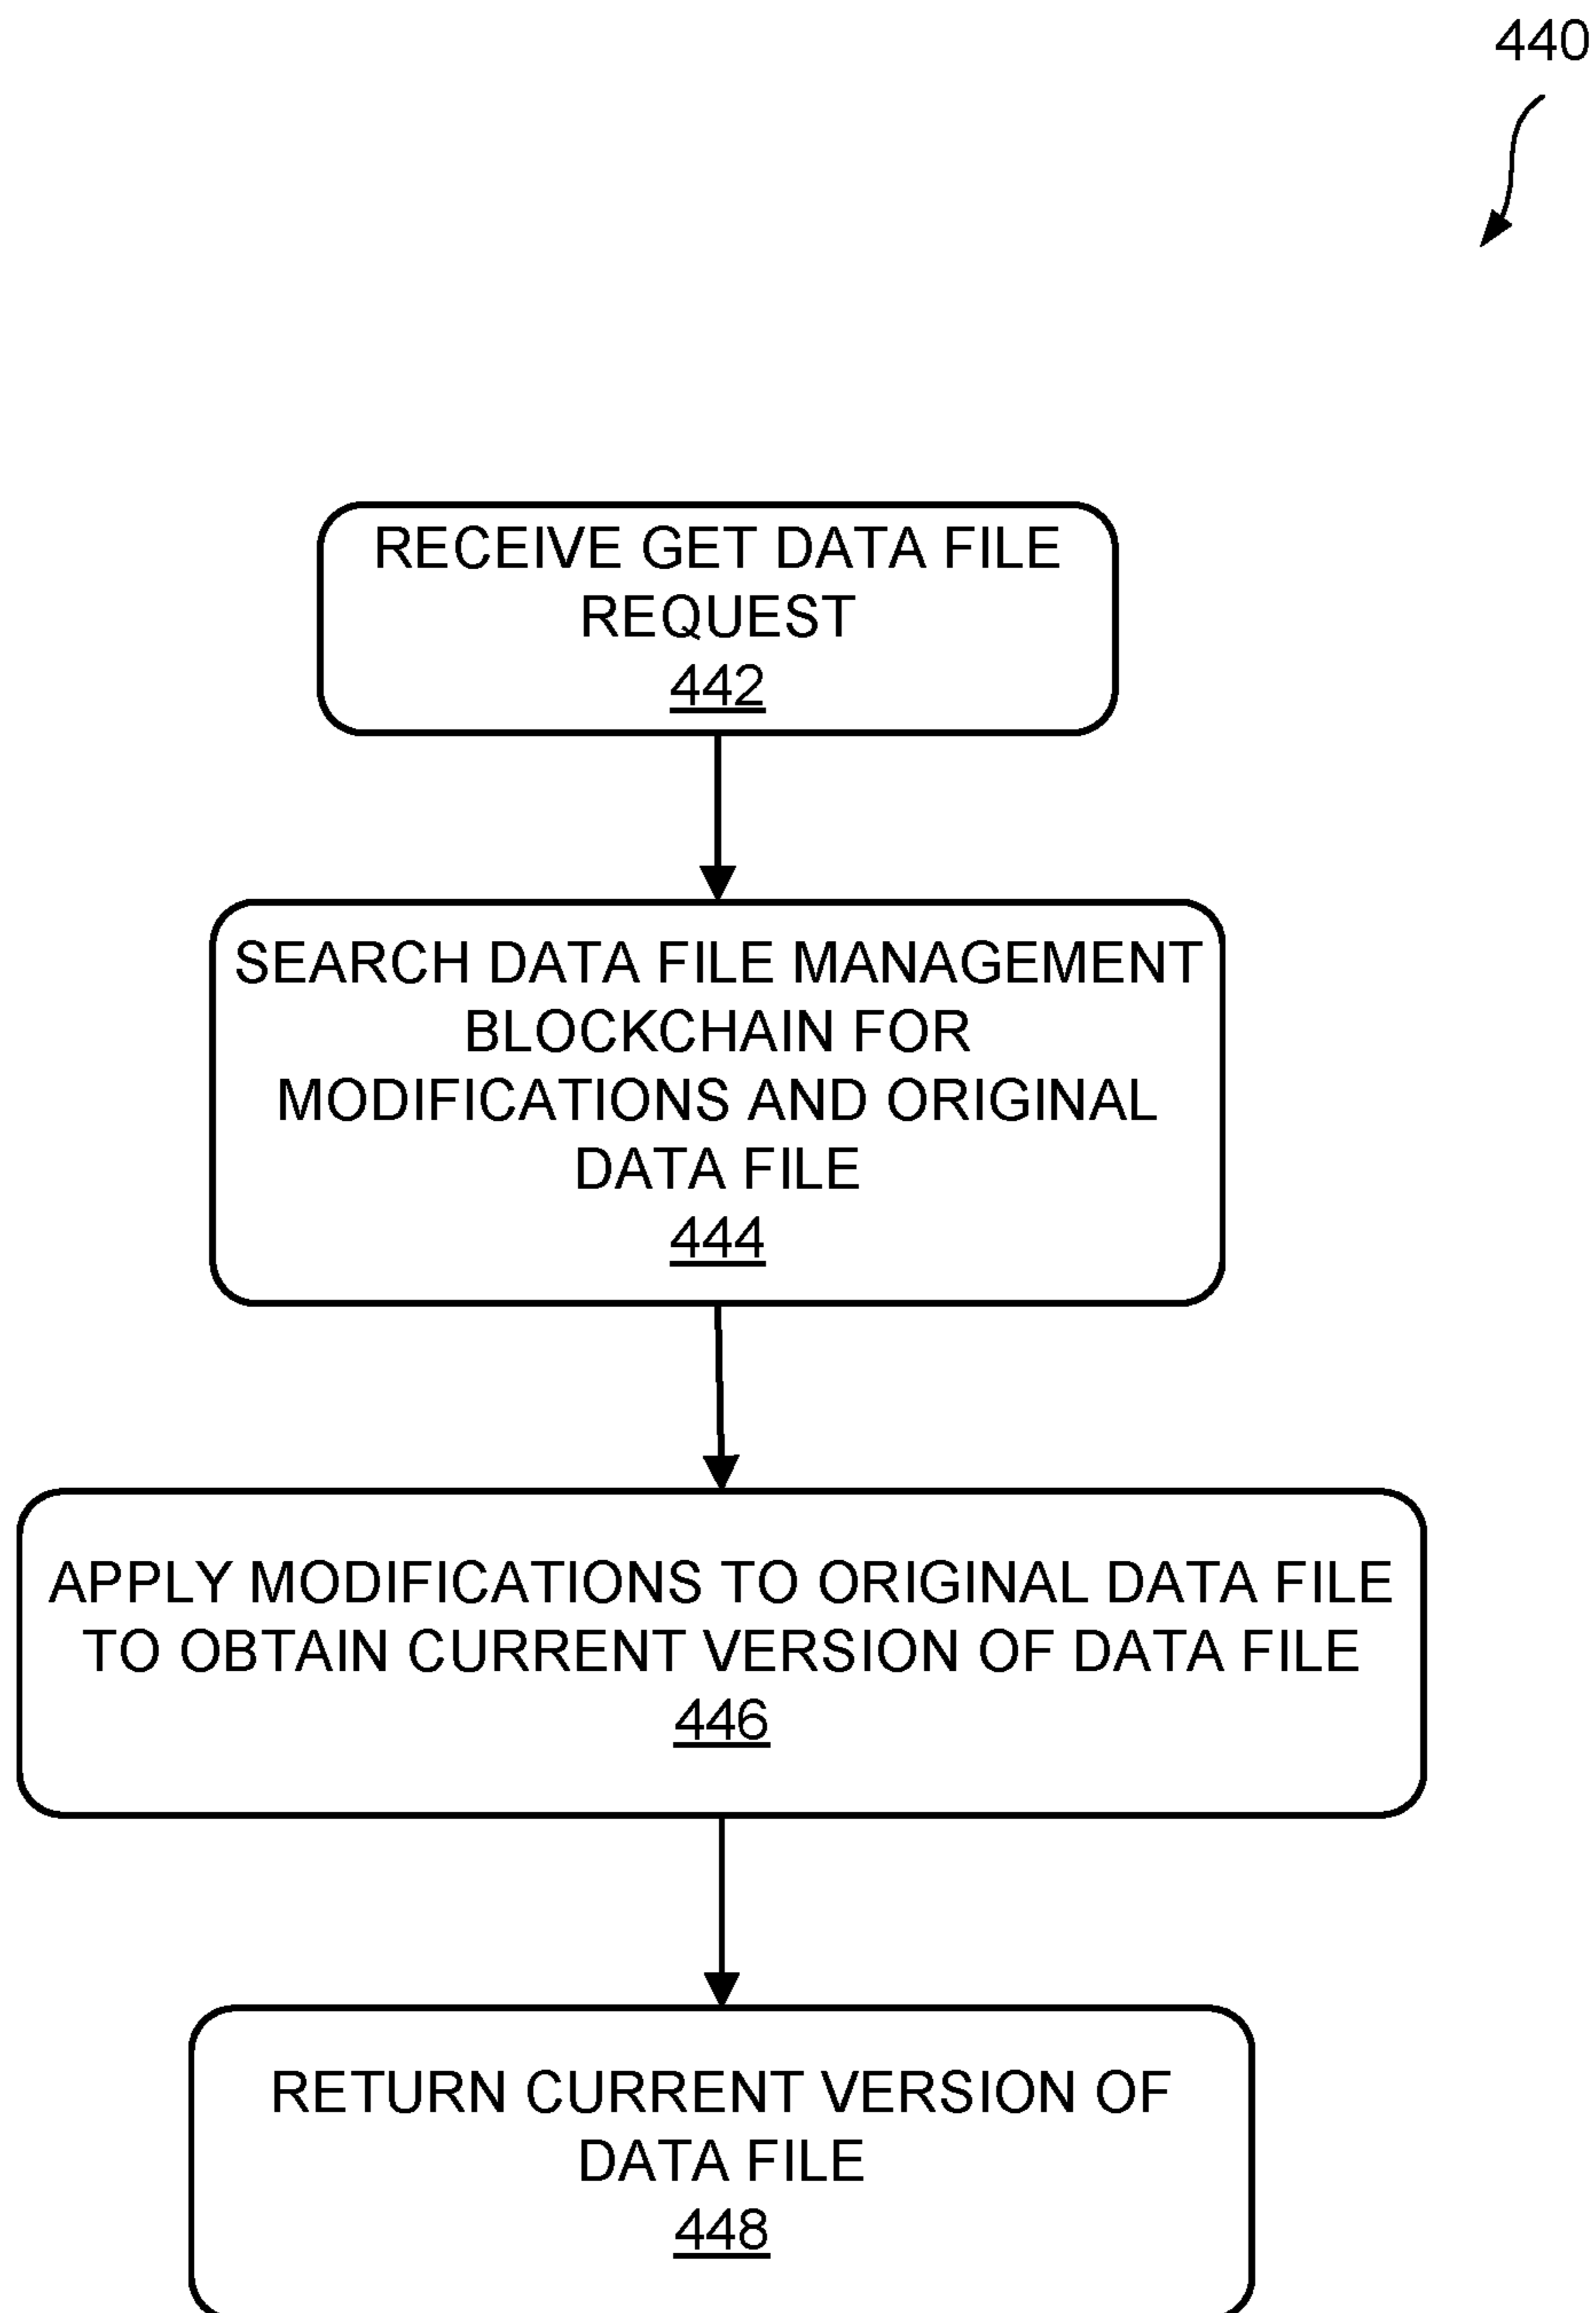 440
RECEIVE GET DATA FILE
REQUEST
442
SEARCH DATA FILE MANAGEMENT
BLOCKCHAIN FOR
MODIFICATIONS AND ORIGINAL
DATA FILE
444
APPLY MODIFICATIONS TO ORIGINAL DATA FILE
TO OBTAIN CURRENT VERSION OF DATA FILE
446
RETURN CURRENT VERSION OF
DATA FILE
448